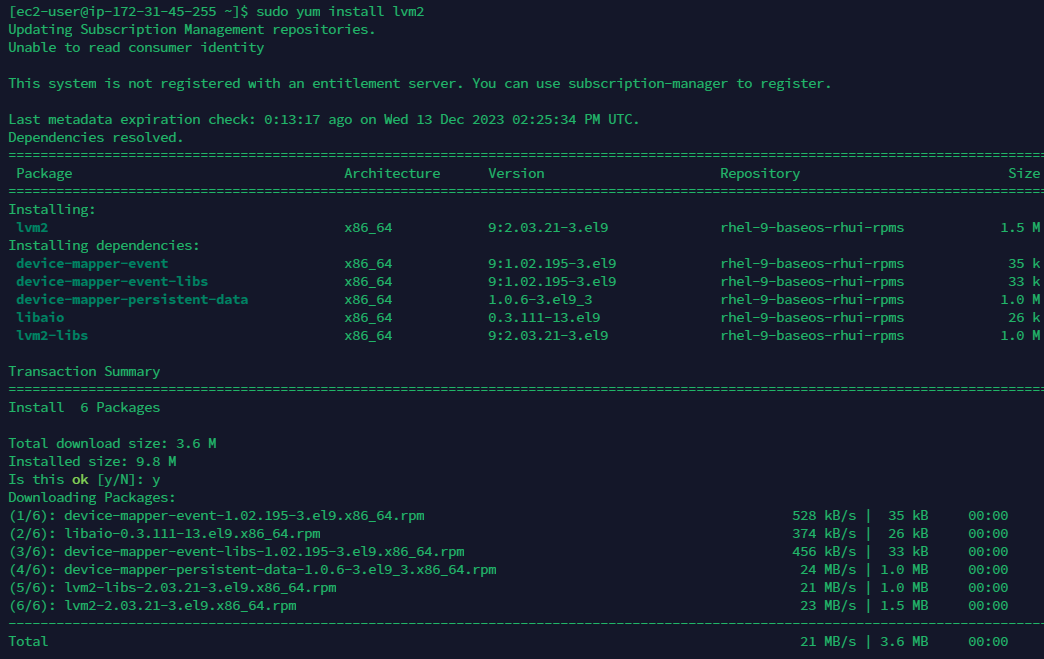 [ec2-user@ip-172-31-45-255 ~]$ sudo yum install lvm2
Updating Subscription Management repositories.
Unable to read consumer identity
This system is not registered with an entitlement server. You can use subscription-manager to register.
Last metadata expiration check: 0:13:17 ago on Wed 13 Dec 2023 02:25:34 PM UTC.
Dependencies resolved.
================================================================================
Package Architecture Version Repository Size
================================================================================
Installing:
lvm2 x86_64 9:2.03.21-3.el9 rhel-9-baseos-rhui-rpms 1.5 M
Installing dependencies:
device-mapper-event x86_64 9:1.02.195-3.el9 rhel-9-baseos-rhui-rpms 35 k
device-mapper-event-libs x86_64 9:1.02.195-3.el9 rhel-9-baseos-rhui-rpms 33 k
device-mapper-persistent-data x86_64 1.0.6-3.el9_3 rhel-9-baseos-rhui-rpms 1.0 M
libaio x86_64 0.3.111-13.el9 rhel-9-baseos-rhui-rpms 26 k
lvm2-libs x86_64 9:2.03.21-3.el9 rhel-9-baseos-rhui-rpms 1.0 M
Transaction Summary
================================================================================
Install 6 Packages
Total download size: 3.6 M
Installed size: 9.8 M
Is this ok [y/N]: y
Downloading Packages:
(1/6): device-mapper-event-1.02.195-3.el9.x86_64.rpm 528 kB/s | 35 kB 00:00
(2/6): libaio-0.3.111-13.el9.x86_64.rpm 374 kB/s | 26 kB 00:00
(3/6): device-mapper-event-libs-1.02.195-3.el9.x86_64.rpm 456 kB/s | 33 kB 00:00
(4/6): device-mapper-persistent-data-1.0.6-3.el9_3.x86_64.rpm 24 MB/s | 1.0 MB 00:00
(5/6): lvm2-libs-2.03.21-3.el9.x86_64.rpm 21 MB/s | 1.0 MB 00:00
(6/6): lvm2-2.03.21-3.el9.x86_64.rpm 23 MB/s | 1.5 MB 00:00
--------------------------------------------------------------------------------
Total 21 MB/s | 3.6 MB 00:00